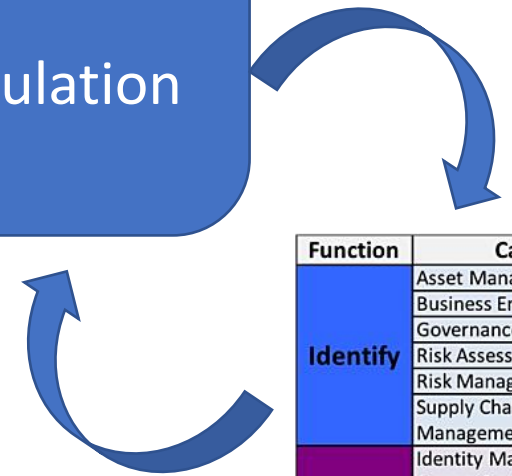 ulation
Function Ca
Asset Mana
Business En
Governance
Identify Risk Assess
Risk Manag
Supply Cha
Manageme
Identity Ma